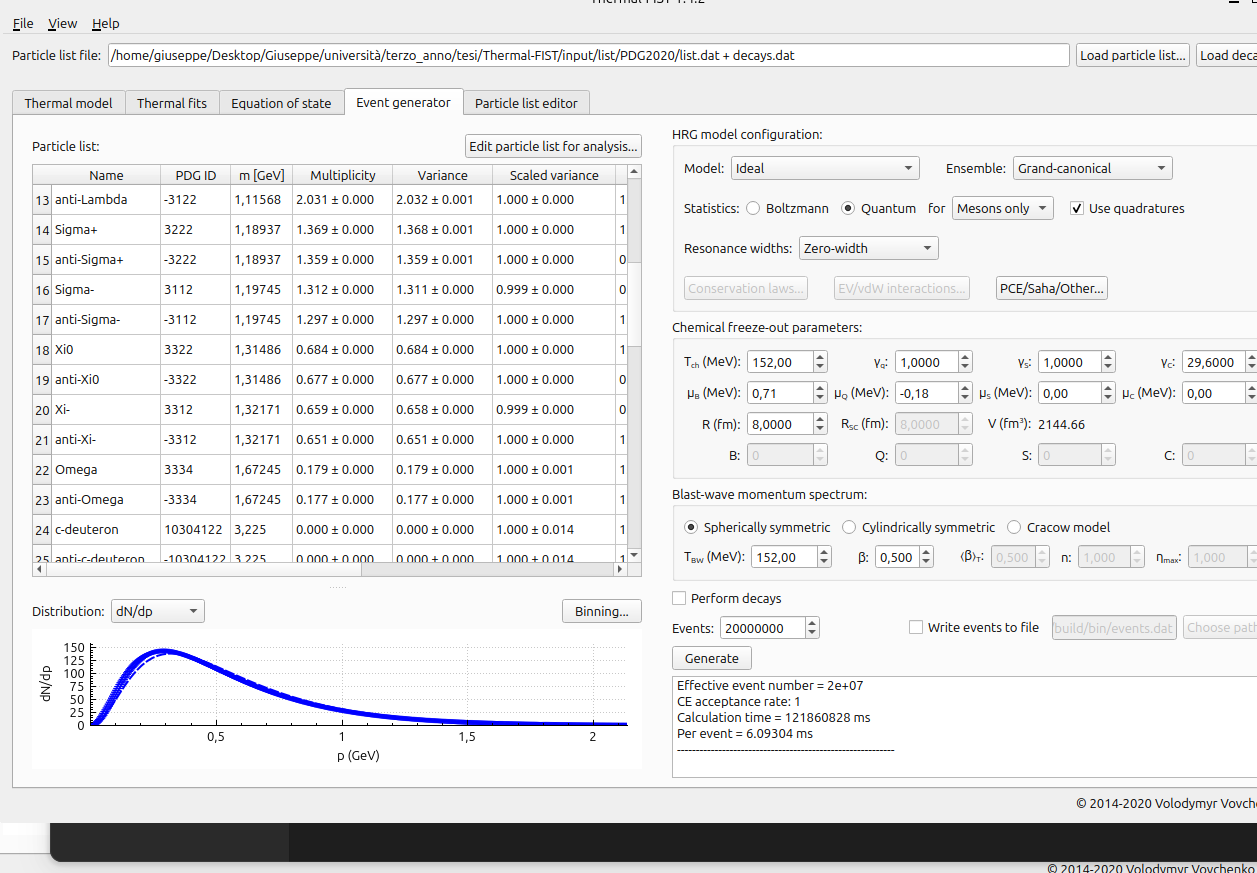 File View Help
Particle list file: /home/giuseppe/Desktop/Giuseppe/università/terzo_anno/tesi/Thermal-FIST/input/list/PDG2020/list.dat + decays.dat Load particle list... Load deca
Thermal model Thermal fits Equation of state Event generator Particle list editor
Particle list: Edit particle list for analysis...
Name PDG ID m [GeV] Multiplicity Variance Scaled variance
13 anti-Lambda -3122 1,11568 2.031 ± 0.000 2.032 ± 0.001 1.000 ± 0.000 1
14 Sigma+ 3222 1,18937 1.369 ± 0.000 1.368 ± 0.001 1.000 ± 0.000 1
15 anti-Sigma+ -3222 1,18937 1.359 ± 0.000 1.359 ± 0.001 1.000 ± 0.000 0
16 Sigma- 3112 1,19745 1.312 ± 0.000 1.311 ± 0.000 0.999 ± 0.000 0
17 anti-Sigma- -3112 1,19745 1.297 ± 0.000 1.297 ± 0.000 1.000 ± 0.000 1
18 Xi0 3322 1,31486 0.684 ± 0.000 0.684 ± 0.000 1.000 ± 0.000 1
19 anti-Xi0 -3322 1,31486 0.677 ± 0.000 0.677 ± 0.000 1.000 ± 0.000 0
20 Xi- 3312 1,32171 0.659 ± 0.000 0.658 ± 0.000 0.999 ± 0.000 0
21 anti-Xi- -3312 1,32171 0.651 ± 0.000 0.651 ± 0.000 1.000 ± 0.000 1
22 Omega 3334 1,67245 0.179 ± 0.000 0.179 ± 0.000 1.000 ± 0.001 1
23 anti-Omega -3334 1,67245 0.177 ± 0.000 0.177 ± 0.000 1.000 ± 0.001 1
24 c-deuteron 10304122 3,225 0.000 ± 0.000 0.000 ± 0.000 1.000 ± 0.014 1
25 anti-c-deuteron -10304122 3,225 0.000 ± 0.000 0.000 ± 0.000 1.000 ± 0.014 1
Distribution: dN/dp Binning...
150
125
100
75
50
25
0
dN/dp
0,5 1 1,5 2
p (GeV)
HRG model configuration:
Model: Ideal Ensemble: Grand-canonical
Statistics: Boltzmann Quantum for Mesons only Use quadratures
Resonance widths: Zero-width
Conservation laws... EV/vdW interactions... PCE/Saha/Other...
Chemical freeze-out parameters:
T_ch (MeV): 152,00 γ_q: 1,0000 γ_S: 1,0000 γ_C: 29,6000
μ_B (MeV): 0,71 μ_Q (MeV): -0,18 μ_S (MeV): 0,00 μ_C (MeV): 0,00
R (fm): 8,0000 R_SC (fm): 8,0000 V (fm³): 2144.66
B: 0 Q: 0 S: 0 C: 0
Blast-wave momentum spectrum:
Spherically symmetric Cylindrically symmetric Cracow model
T_BW (MeV): 152,00 β: 0,500 ⟨β⟩_T: 0,500 n: 1,000 η_max: 1,000
Perform decays
Events: 20000000 Write events to file /build/bin/events.dat Choose path
Generate
Effective event number = 2e+07
CE acceptance rate: 1
Calculation time = 121860828 ms
Per event = 6.09304 ms
----------------------------------------------------------
© 2014-2020 Volodymyr Vovche
© 2014-2020 Volodymyr Vovchenko